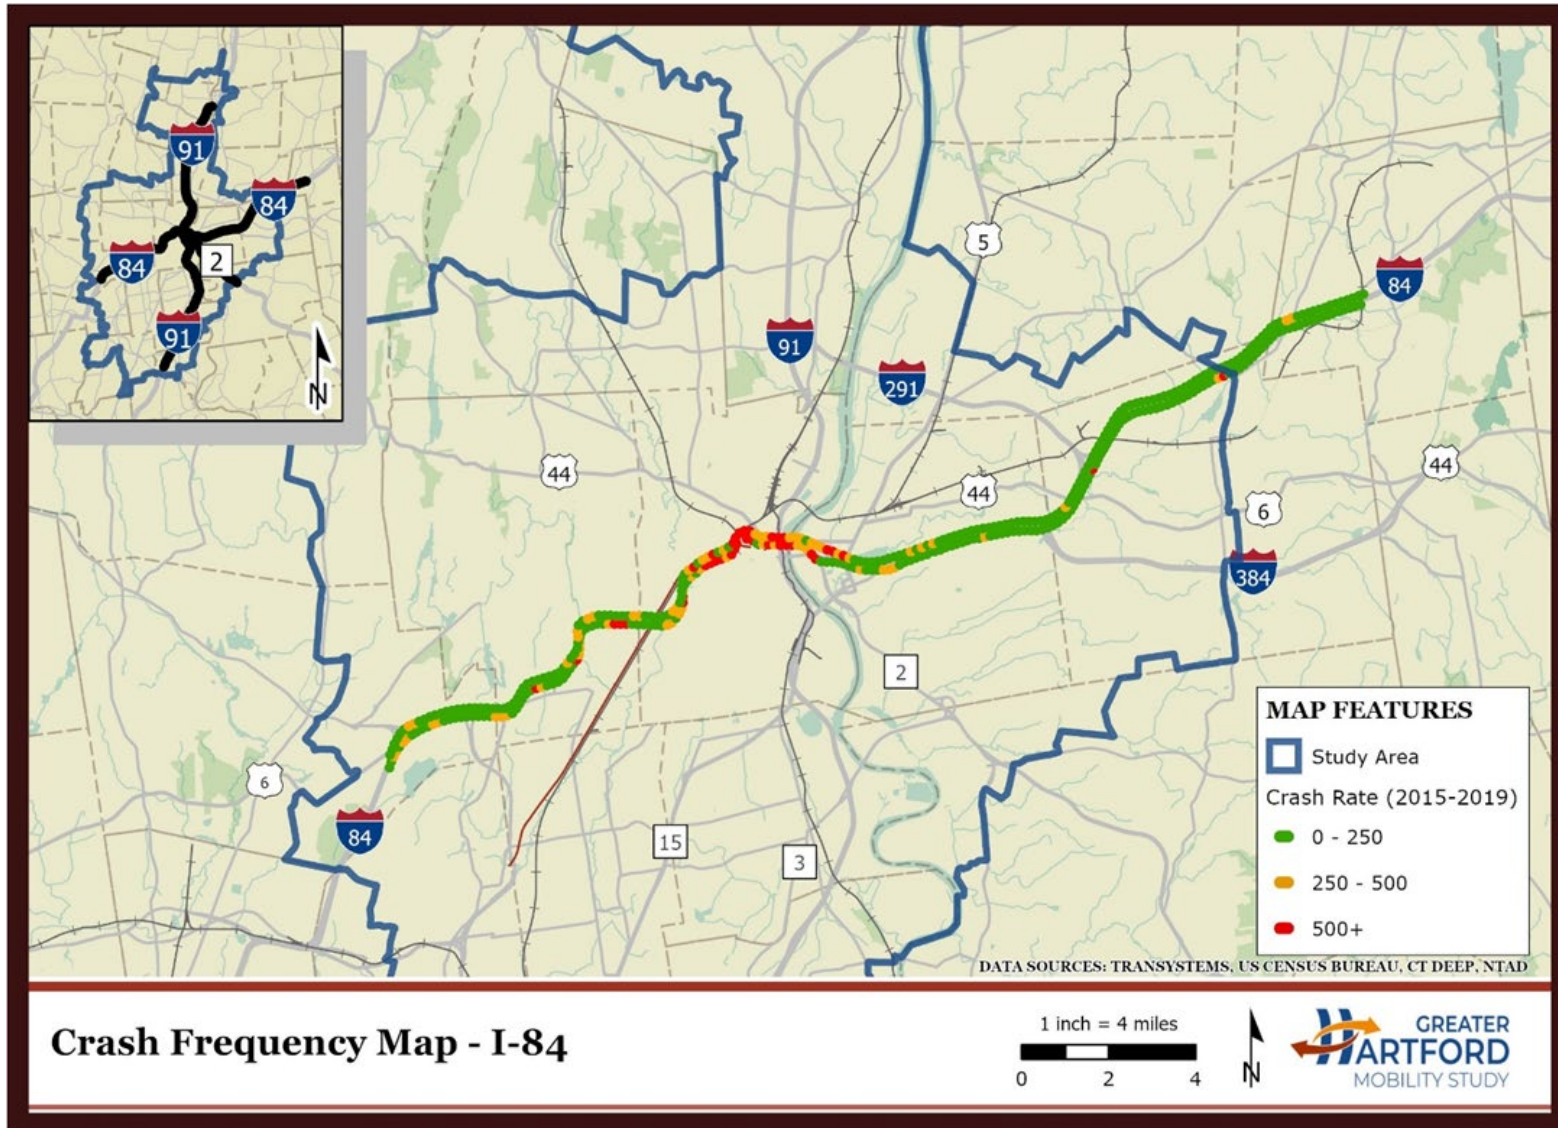 91
84
84
2
91
N
5
84
91
291
44
44
44
6
384
2
6
84
15
3
MAP FEATURES
Study Area
Crash Rate (2015-2019)
0 - 250
250 - 500
500+
DATA SOURCES: TRANSYSTEMS, US CENSUS BUREAU, CT DEEP, NTAD
Crash Frequency Map - I-84
1 inch = 4 miles
0 2 4
N
GREATER
HARTFORD
MOBILITY STUDY